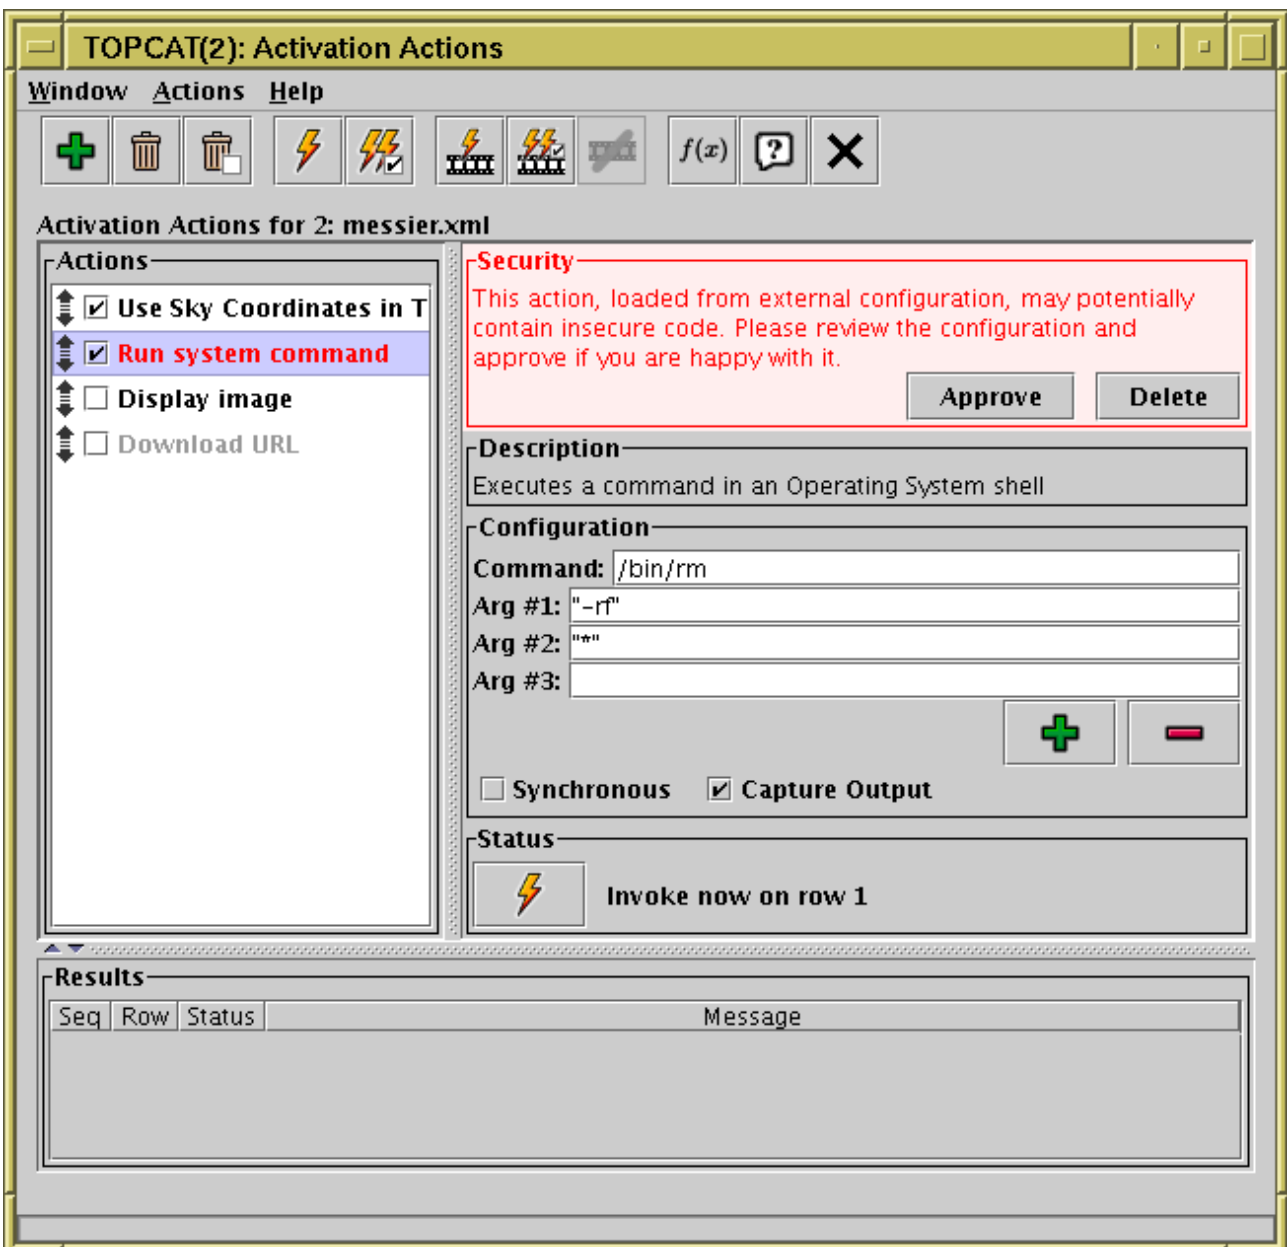 TOPCAT(2): Activation Actions
Window Actions Help
f(x)
Activation Actions for 2: messier.xml
Actions
Use Sky Coordinates in T
Run system command
Display image
Download URL
Security
This action, loaded from external configuration, may potentially
contain insecure code. Please review the configuration and
approve if you are happy with it.
Approve Delete
Description
Executes a command in an Operating System shell
Configuration
Command: /bin/rm
Arg #1: "-rf"
Arg #2: "*"
Arg #3:
Synchronous Capture Output
Status
Invoke now on row 1
Results
Seq Row Status Message